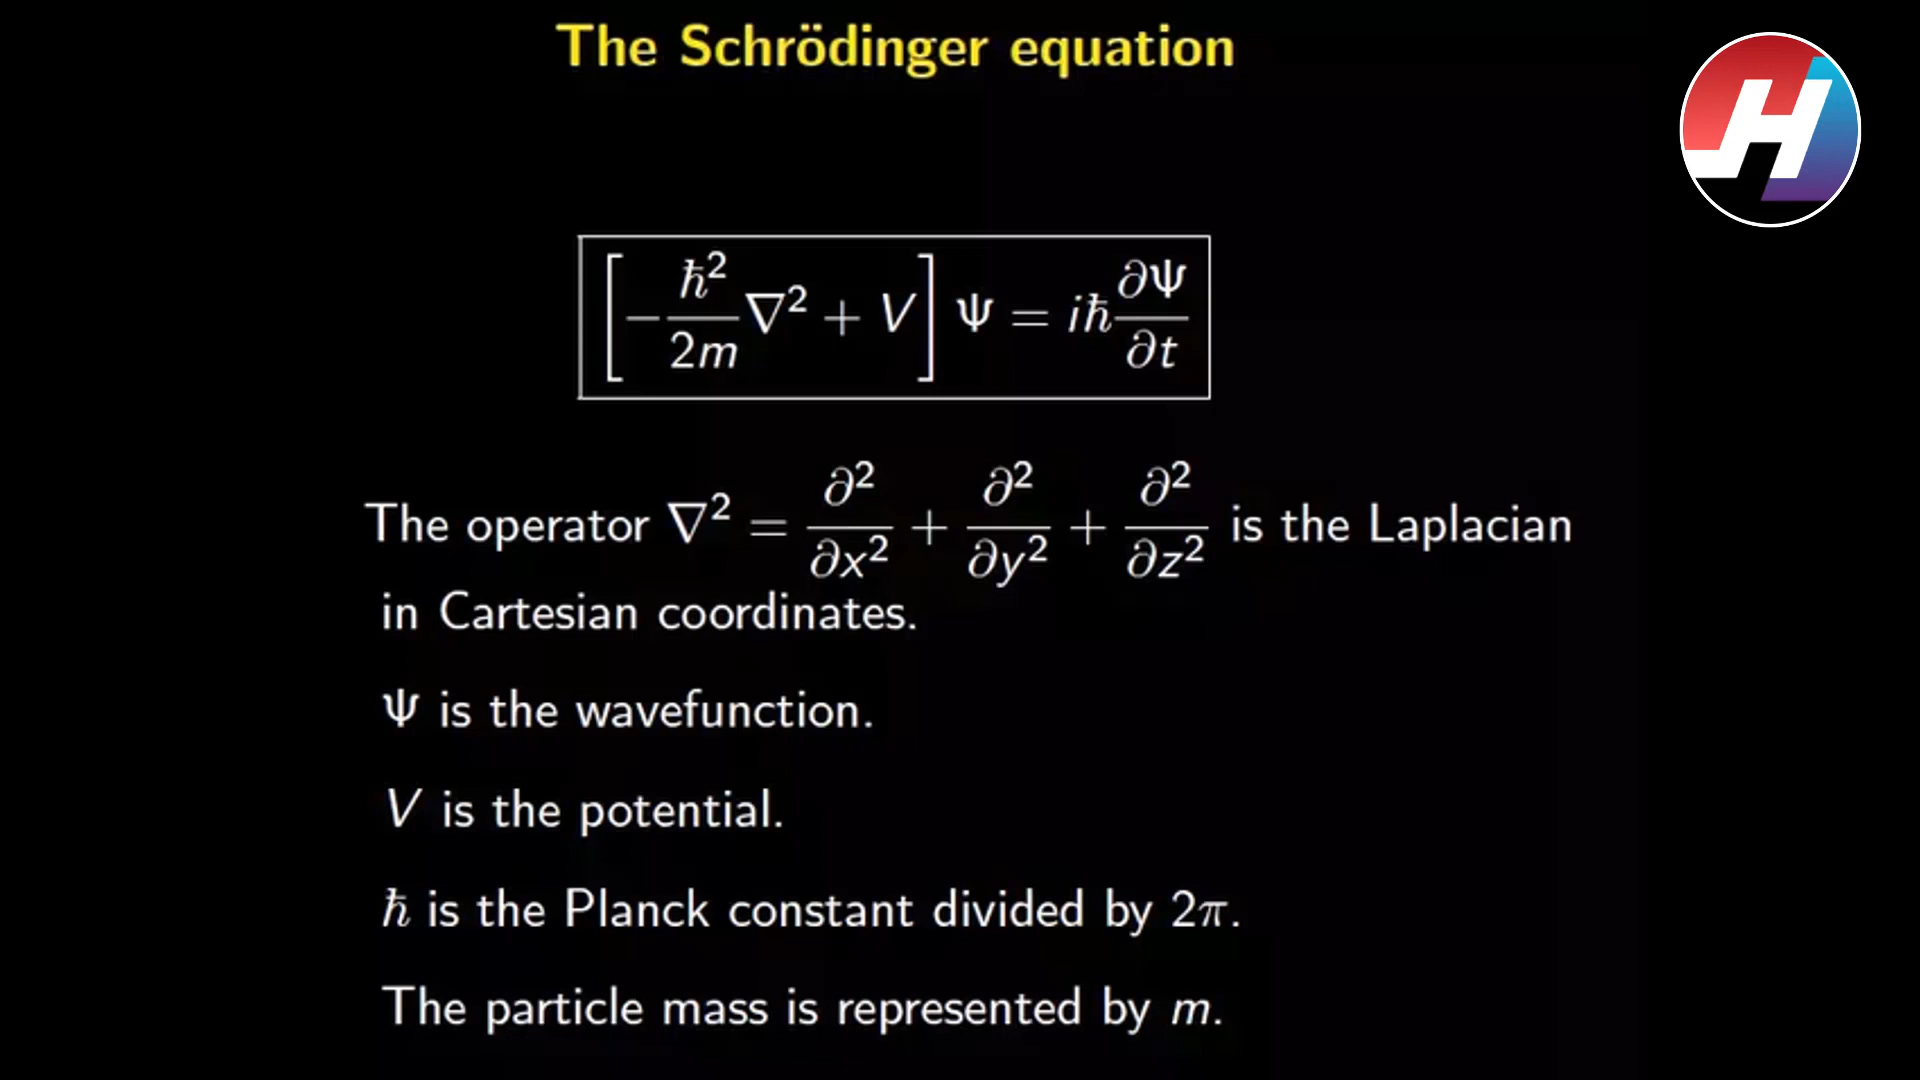 The Schrödinger equation
[−ℏ²/2m ∇² + V] Ψ = iℏ ∂Ψ/∂t
The operator ∇² = ∂²/∂x² + ∂²/∂y² + ∂²/∂z² is the Laplacian
in Cartesian coordinates.
Ψ is the wavefunction.
V is the potential.
ℏ is the Planck constant divided by 2π.
The particle mass is represented by m.
H